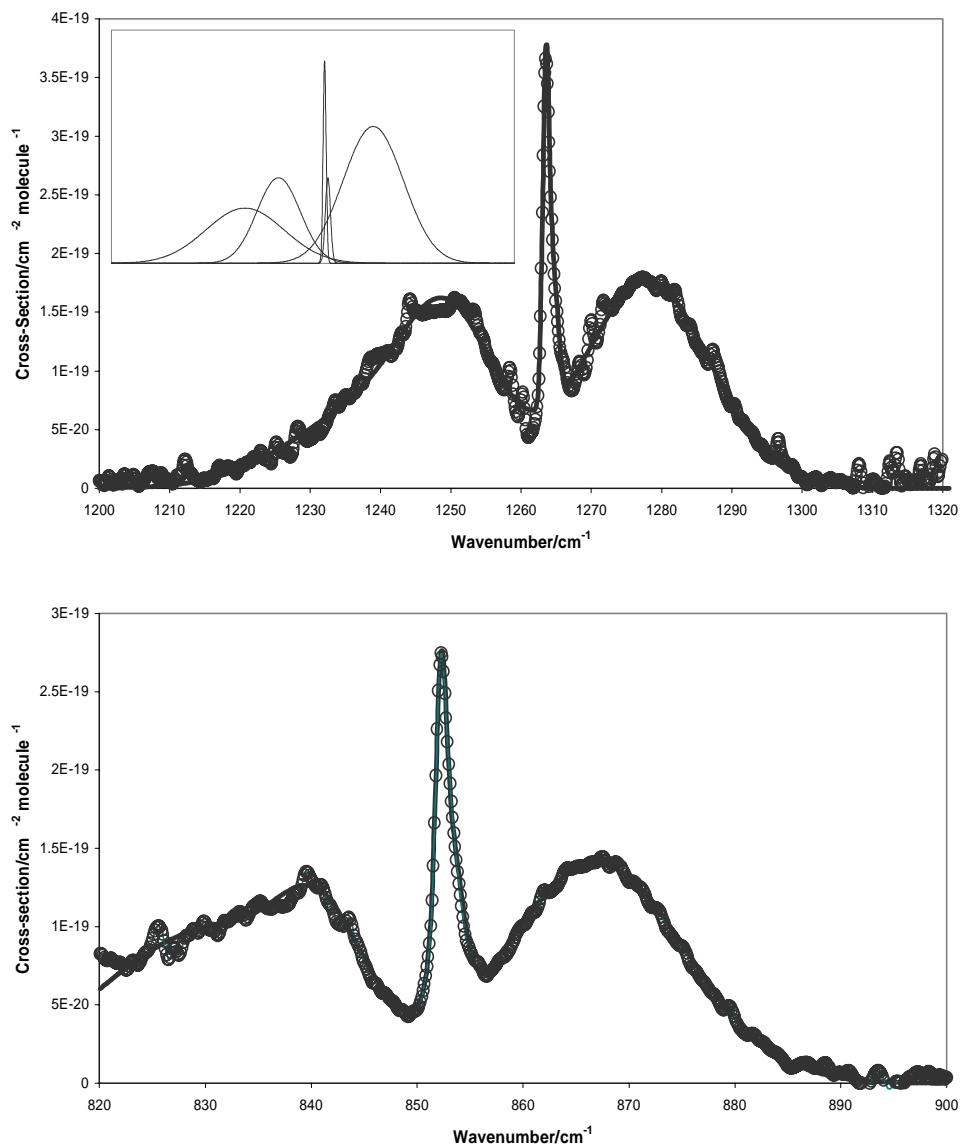 4E-19
3.5E-19
3E-19
2.5E-19
2E-19
1.5E-19
1E-19
5E-20
0
Cross-Section/cm -2 molecule -1
1200 1210 1220 1230 1240 1250 1260 1270 1280 1290 1300 1310 1320
Wavenumber/cm-1
3E-19
2.5E-19
2E-19
1.5E-19
1E-19
5E-20
0
Cross-section/cm -2 molecule -1
820 830 840 850 860 870 880 890 900
Wavenumber/cm-1